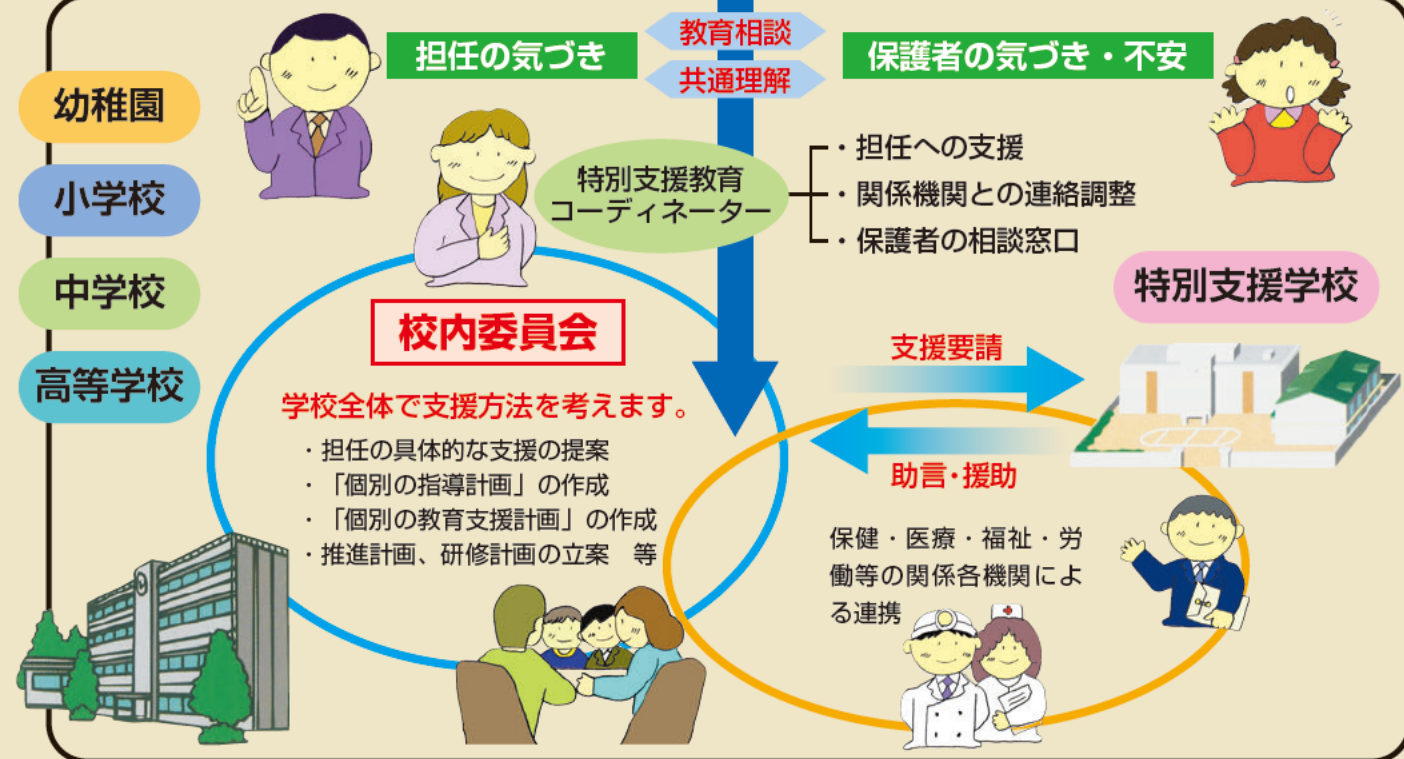 教育相談
担任の気づき
保護者の気づき・不安
共通理解
幼稚園
小学校
中学校
高等学校
特別支援教育
コーディネーター
・担任への支援
・関係機関との連絡調整
・保護者の相談窓口
特別支援学校
校内委員会
学校全体で支援方法を考えます。
・担任の具体的な支援の提案
・「個別の指導計画」の作成
・「個別の教育支援計画」の作成
・推進計画、研修計画の立案　等
支援要請
助言・援助
保健・医療・福祉・労
働等の関係各機関によ
る連携